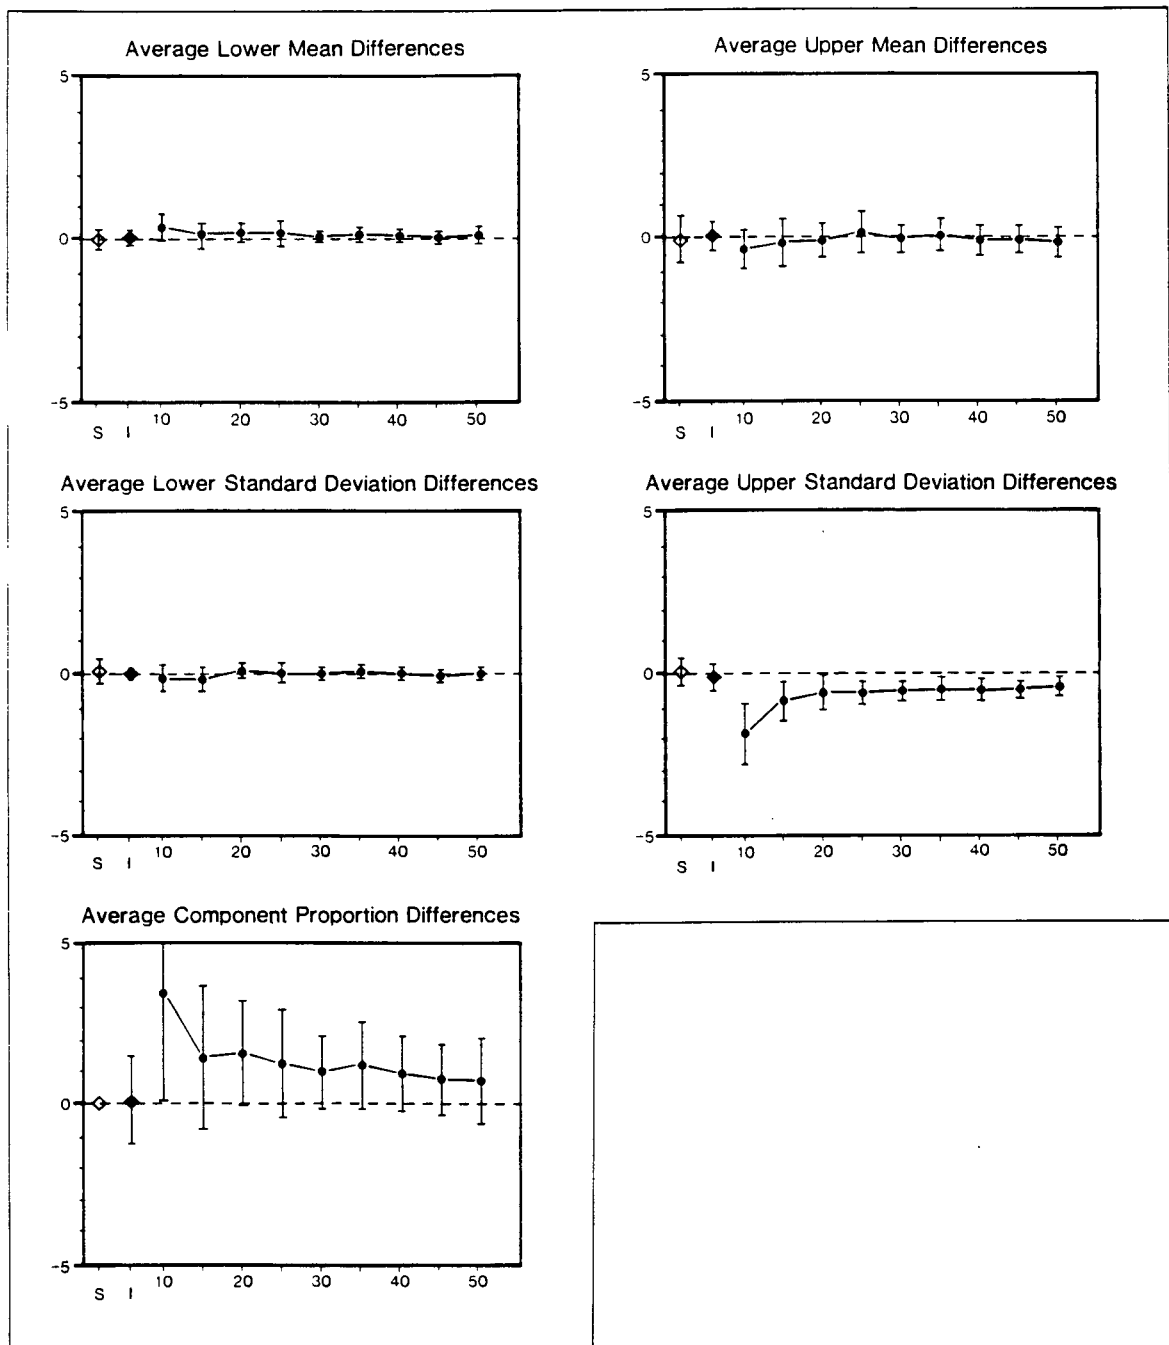 Average Lower Mean Differences
5
0
-5
10 20 30 40 50
S I
Average Upper Mean Differences
5
0
-5
10 20 30 40 50
S I
Average Lower Standard Deviation Differences
5
0
-5
10 20 30 40 50
S I
Average Upper Standard Deviation Differences
5
0
-5
10 20 30 40 50
S I
Average Component Proportion Differences
5
0
-5
10 20 30 40 50
S I